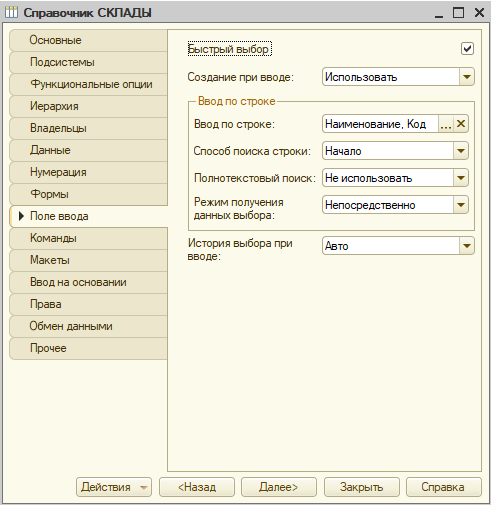 Справочник СКЛАДЫ
Основные
Подсистемы
Функциональные опции
Иерархия
Владельцы
Данные
Нумерация
Формы
Поле ввода
Команды
Макеты
Ввод на основании
Права
Обмен данными
Прочее
Быстрый выбор
Создание при вводе: Использовать
Ввод по строке
Ввод по строке: Наименование, Код ...
Способ поиска строки: Начало
Полнотекстовый поиск: Не использовать
Режим получения
данных выбора: Непосредственно
История выбора при
вводе: Авто
Действия <Назад Далее> Закрыть Справка